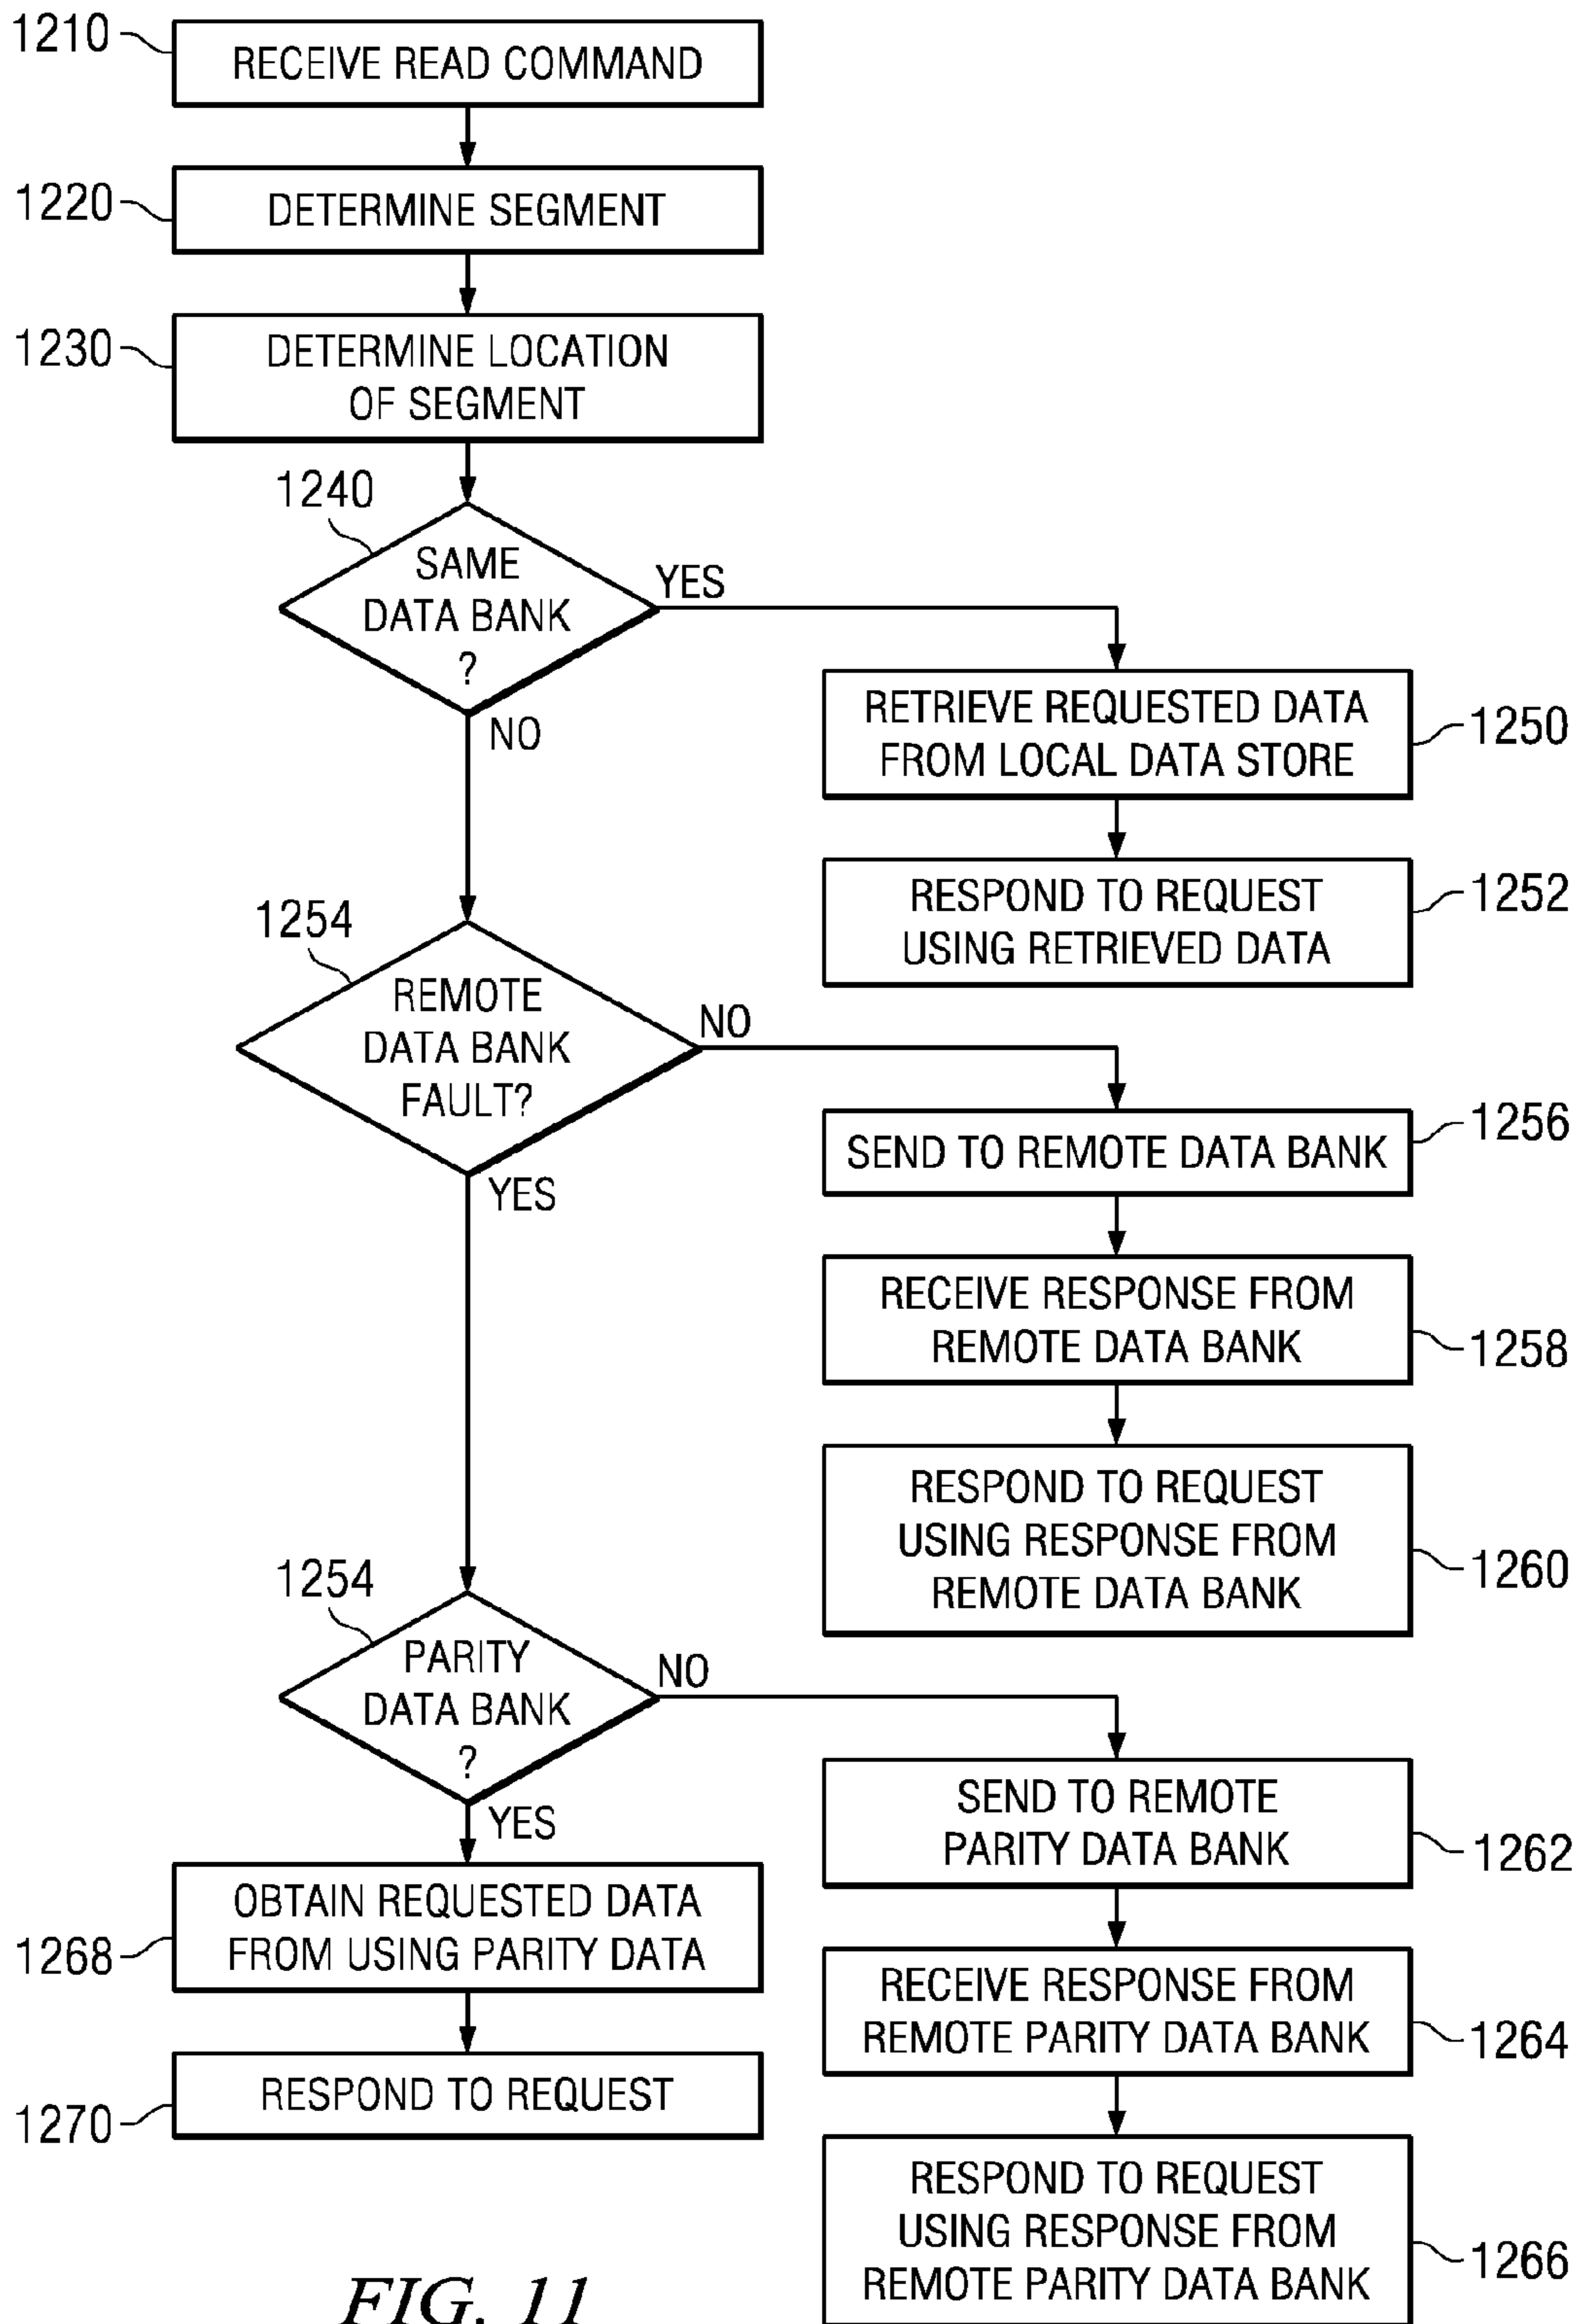 1210
RECEIVE READ COMMAND
1220
DETERMINE SEGMENT
1230
DETERMINE LOCATION
OF SEGMENT
1240
SAME
DATA BANK
?
YES
NO
RETRIEVE REQUESTED DATA
FROM LOCAL DATA STORE
1250
RESPOND TO REQUEST
USING RETRIEVED DATA
1252
1254
REMOTE
DATA BANK
FAULT?
NO
YES
SEND TO REMOTE DATA BANK
1256
RECEIVE RESPONSE FROM
REMOTE DATA BANK
1258
RESPOND TO REQUEST
USING RESPONSE FROM
REMOTE DATA BANK
1260
1254
PARITY
DATA BANK
?
NO
YES
SEND TO REMOTE
PARITY DATA BANK
1262
OBTAIN REQUESTED DATA
FROM USING PARITY DATA
1268
RECEIVE RESPONSE FROM
REMOTE PARITY DATA BANK
1264
RESPOND TO REQUEST
1270
RESPOND TO REQUEST
USING RESPONSE FROM
REMOTE PARITY DATA BANK
1266
FIG. 11